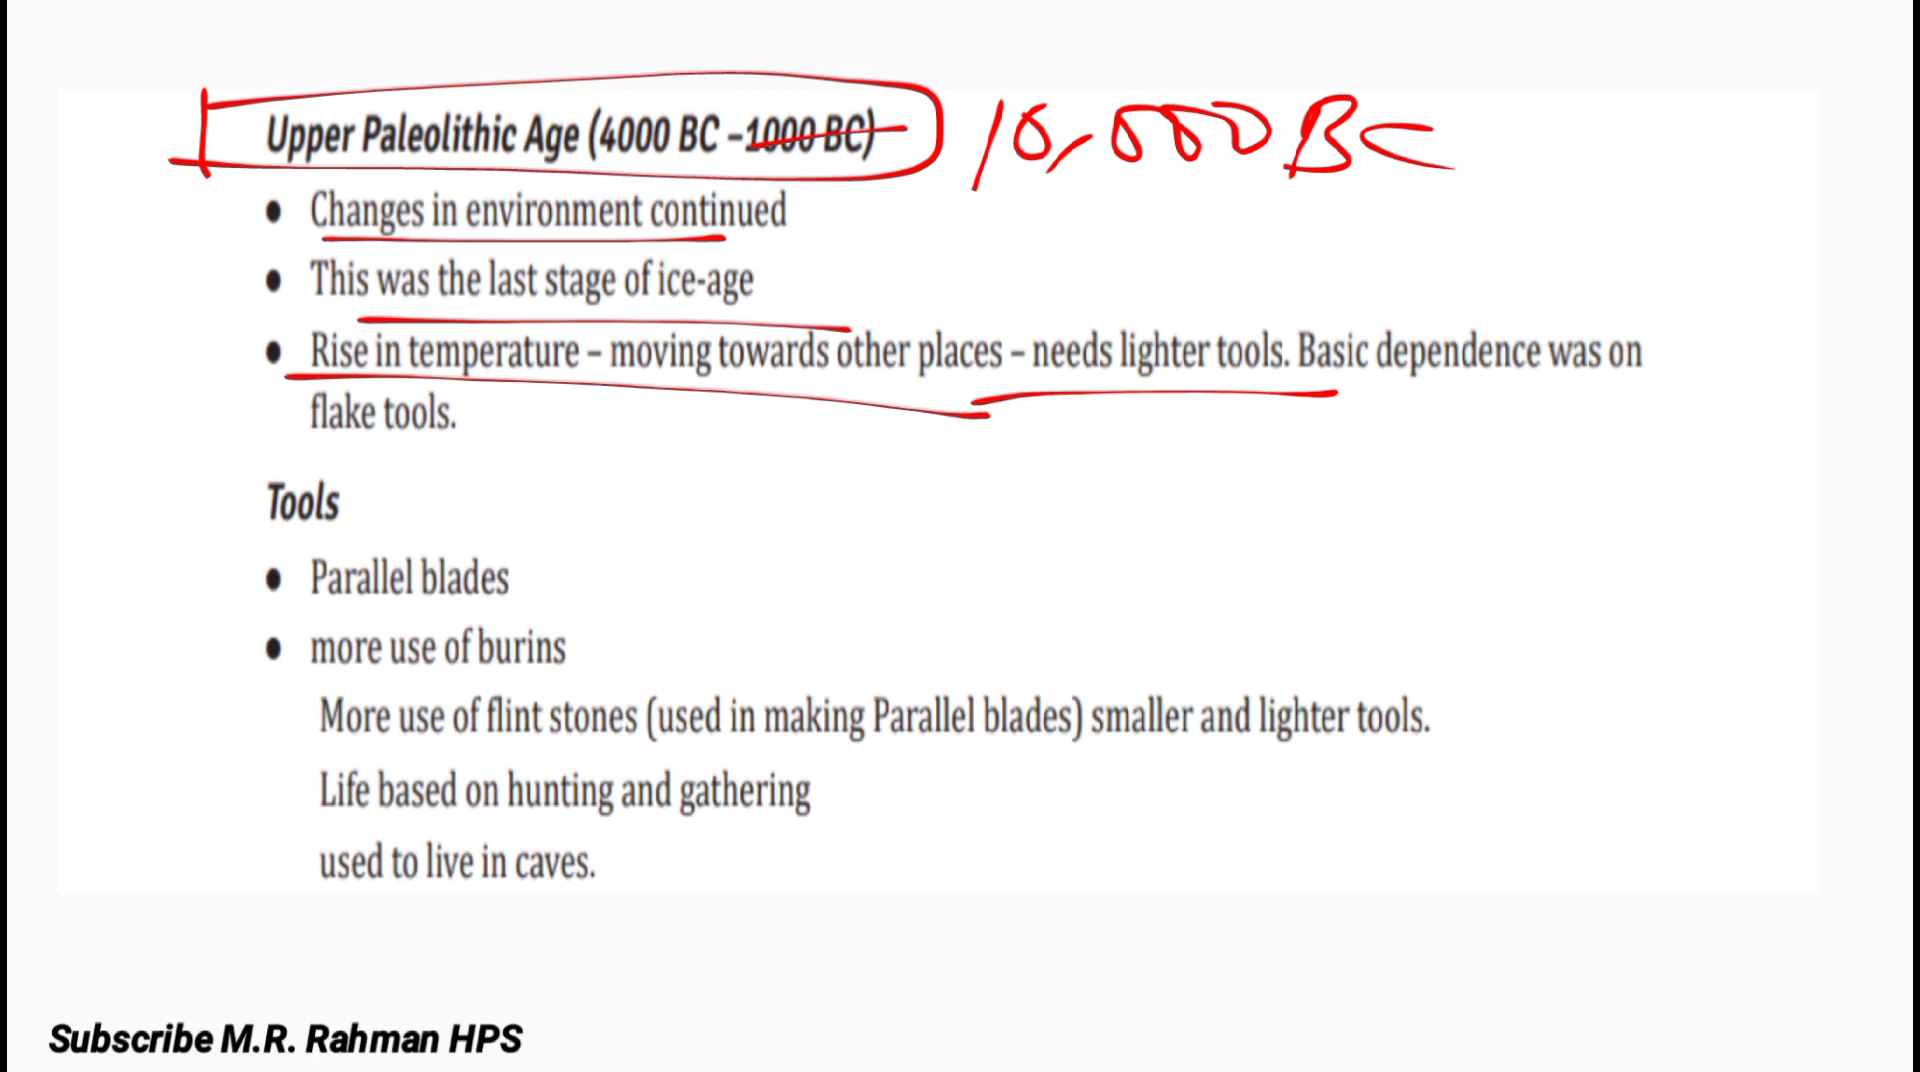 Upper Paleolithic Age (4000 BC –1000 BC) 10,000 BC
• Changes in environment continued
• This was the last stage of ice-age
• Rise in temperature – moving towards other places – needs lighter tools. Basic dependence was on
flake tools.
Tools
• Parallel blades
• more use of burins
More use of flint stones (used in making Parallel blades) smaller and lighter tools.
Life based on hunting and gathering
used to live in caves.
Subscribe M.R. Rahman HPS